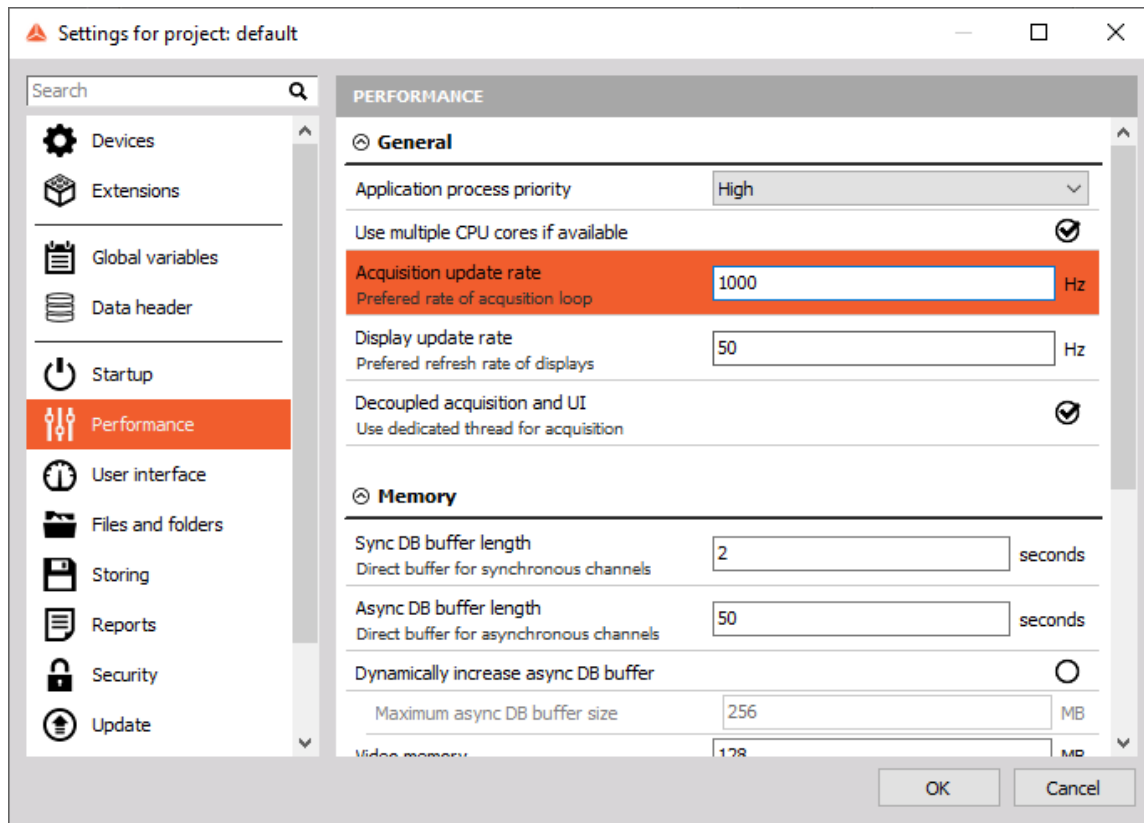 Settings for project: default
Search
Devices
Extensions
Global variables
Data header
Startup
Performance
User interface
Files and folders
Storing
Reports
Security
Update
PERFORMANCE
General
Application process priority High
Use multiple CPU cores if available
Acquisition update rate 1000 Hz
Prefered rate of acqusition loop
Display update rate 50 Hz
Prefered refresh rate of displays
Decoupled acquisition and UI
Use dedicated thread for acquisition
Memory
Sync DB buffer length 2 seconds
Direct buffer for synchronous channels
Async DB buffer length 50 seconds
Direct buffer for asynchronous channels
Dynamically increase async DB buffer
Maximum async DB buffer size 256 MB
Video memory 128 MB
OK Cancel